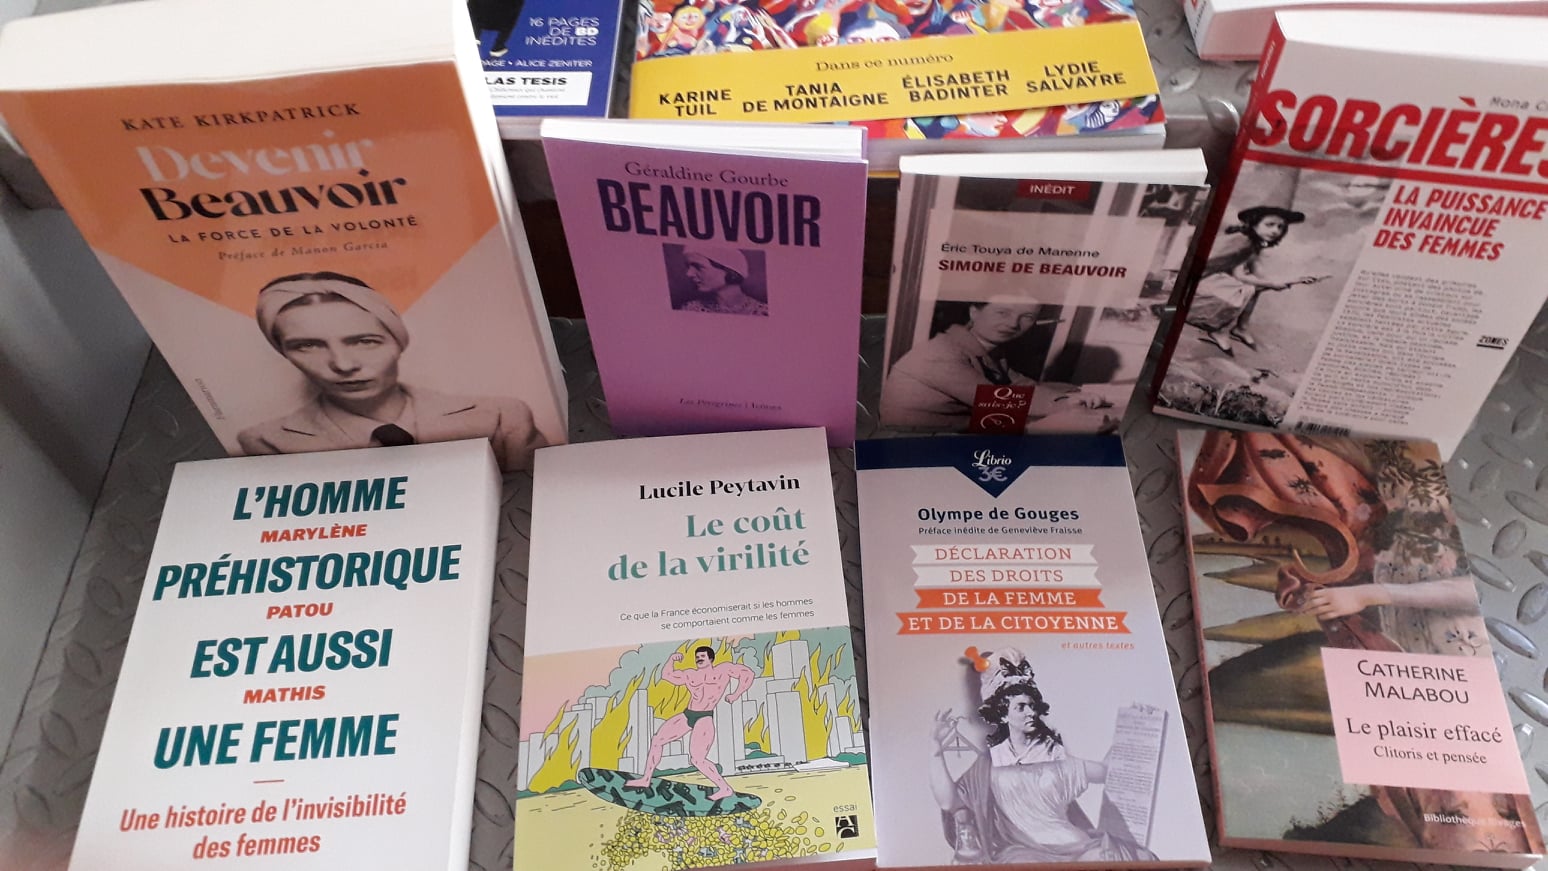 16 PAGES
DE BD
INÉDITES
PAGE • ALICE ZENITER
LAS TESIS
Dans ce numéro
KARINE
TUIL
TANIA
DE MONTAIGNE
ÉLISABETH
BADINTER
LYDIE
SALVAYRE
KATE KIRKPATRICK
Devenir
Beauvoir
LA FORCE DE LA VOLONTÉ
Préface de Manon Garcia
Flammarion
Géraldine Gourbe
BEAUVOIR
Les Peregrines | Icônes
INÉDIT
Éric Touya de Marenne
SIMONE DE BEAUVOIR
Que
sais-je?
Mona
SORCIÈRES
LA PUISSANCE
INVAINCUE
DES FEMMES
ZONES
L'HOMME
MARYLÈNE
PRÉHISTORIQUE
PATOU
EST AUSSI
MATHIS
UNE FEMME
Une histoire de l'invisibilité
des femmes
Lucile Peytavin
Le coût
de la virilité
Ce que la France économiserait si les hommes
se comportaient comme les femmes
essai
Librio
3€
Olympe de Gouges
Préface inédite de Geneviève Fraisse
DÉCLARATION
DES DROITS
DE LA FEMME
ET DE LA CITOYENNE
et autres textes
CATHERINE
MALABOU
Le plaisir effacé
Clitoris et pensée
Bibliothèque Rivages